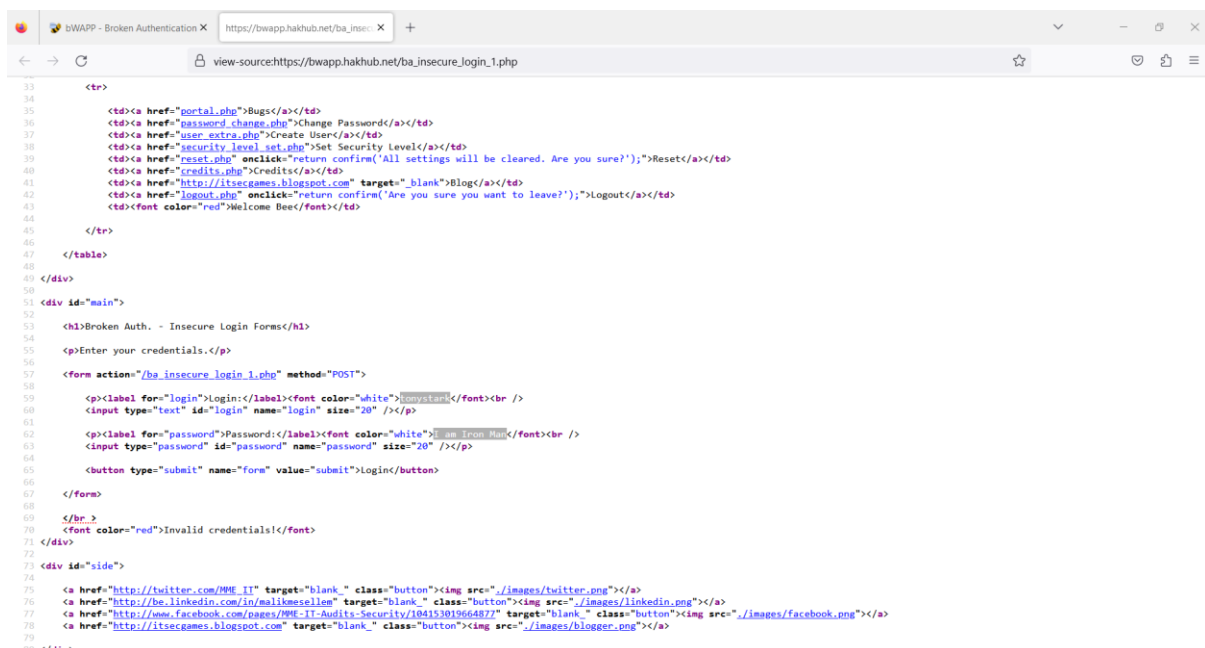 bWAPP - Broken Authentication
https://bwapp.hakhub.net/ba_insec
view-source:https://bwapp.hakhub.net/ba_insecure_login_1.php
33 <tr>
34
35 <td><a href="portal.php">Bugs</a></td>
36 <td><a href="password_change.php">Change Password</a></td>
37 <td><a href="user_extra.php">Create User</a></td>
38 <td><a href="security_level_set.php">Set Security Level</a></td>
39 <td><a href="reset.php" onclick="return confirm('All settings will be cleared. Are you sure?');">Reset</a></td>
40 <td><a href="credits.php">Credits</a></td>
41 <td><a href="http://itsecgames.blogspot.com" target="_blank">Blog</a></td>
42 <td><a href="logout.php" onclick="return confirm('Are you sure you want to leave?');">Logout</a></td>
43 <td><font color="red">Welcome Bee</font></td>
44
45 </tr>
46
47 </table>
48
49 </div>
50
51 <div id="main">
52
53 <h1>Broken Auth. - Insecure Login Forms</h1>
54
55 <p>Enter your credentials.</p>
56
57 <form action="/ba_insecure_login_1.php" method="POST">
58
59 <p><label for="login">Login:</label><font color="white">tonystark</font><br />
60 <input type="text" id="login" name="login" size="20" /></p>
61
62 <p><label for="password">Password:</label><font color="white">I am Iron Man</font><br />
63 <input type="password" id="password" name="password" size="20" /></p>
64
65 <button type="submit" name="form" value="submit">Login</button>
66
67 </form>
68
69 </br >
70 <font color="red">Invalid credentials!</font>
71 </div>
72
73 <div id="side">
74
75 <a href="http://twitter.com/MME_IT" target="blank_" class="button"><img src="./images/twitter.png"></a>
76 <a href="http://be.linkedin.com/in/malikmesellem" target="blank_" class="button"><img src="./images/linkedin.png"></a>
77 <a href="http://www.facebook.com/pages/MME-IT-Audits-Security/104153019664877" target="blank_" class="button"><img src="./images/facebook.png"></a>
78 <a href="http://itsecgames.blogspot.com" target="blank_" class="button"><img src="./images/blogger.png"></a>
79